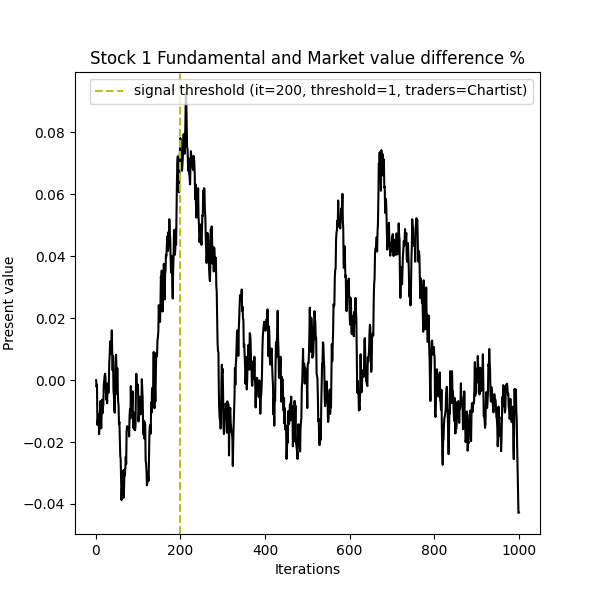 Stock 1 Fundamental and Market value difference %
signal threshold (it=200, threshold=1, traders=Chartist)
0.08
0.06
0.04
0.02
0.00
−0.02
−0.04
Present value
0 200 400 600 800 1000
Iterations